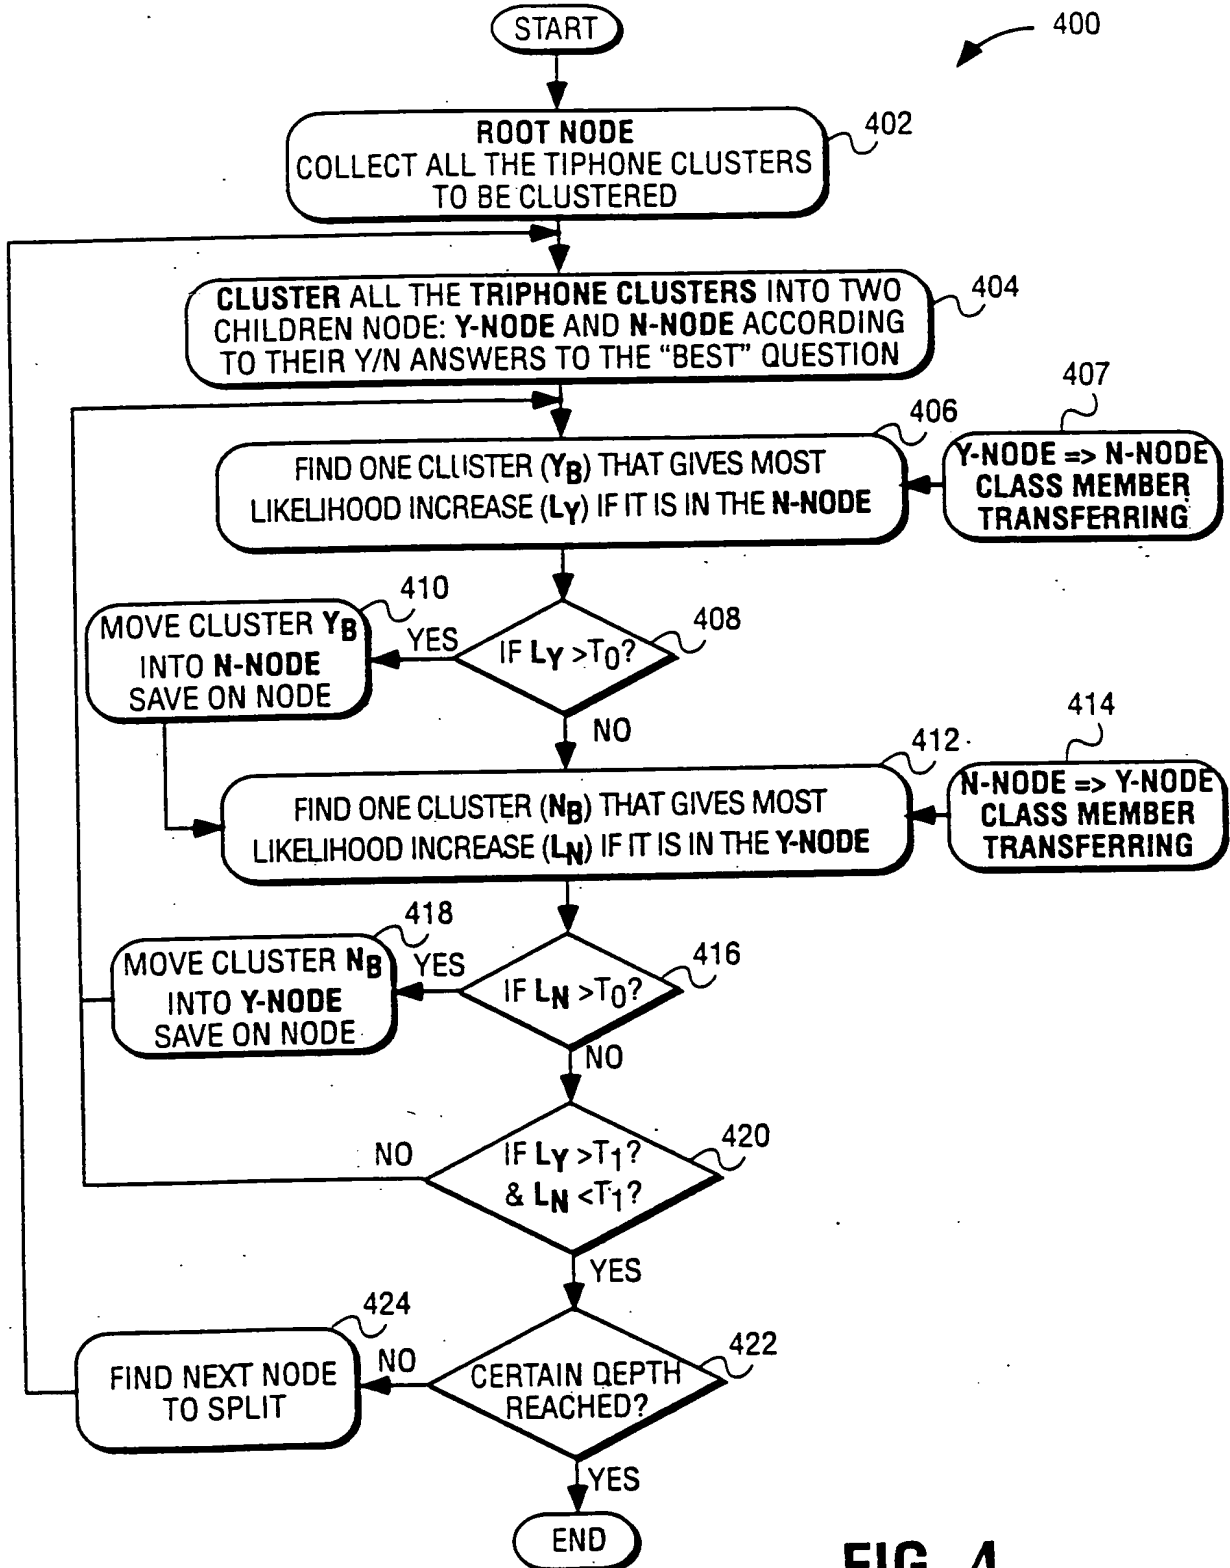 START
400
ROOT NODE
COLLECT ALL THE TIPHONE CLUSTERS
TO BE CLUSTERED
402
CLUSTER ALL THE TRIPHONE CLUSTERS INTO TWO
CHILDREN NODE: Y-NODE AND N-NODE ACCORDING
TO THEIR Y/N ANSWERS TO THE "BEST" QUESTION
404
FIND ONE CLUSTER (YB) THAT GIVES MOST
LIKELIHOOD INCREASE (LY) IF IT IS IN THE N-NODE
406
407
Y-NODE => N-NODE
CLASS MEMBER
TRANSFERRING
IF LY >T0?
408
YES
NO
410
MOVE CLUSTER YB
INTO N-NODE
SAVE ON NODE
FIND ONE CLUSTER (NB) THAT GIVES MOST
LIKELIHOOD INCREASE (LN) IF IT IS IN THE Y-NODE
412
414
N-NODE => Y-NODE
CLASS MEMBER
TRANSFERRING
IF LN >T0?
416
YES
NO
418
MOVE CLUSTER NB
INTO Y-NODE
SAVE ON NODE
IF LY >T1?
& LN <T1?
420
NO
YES
CERTAIN DEPTH
REACHED?
422
NO
YES
424
FIND NEXT NODE
TO SPLIT
END
FIG. 4